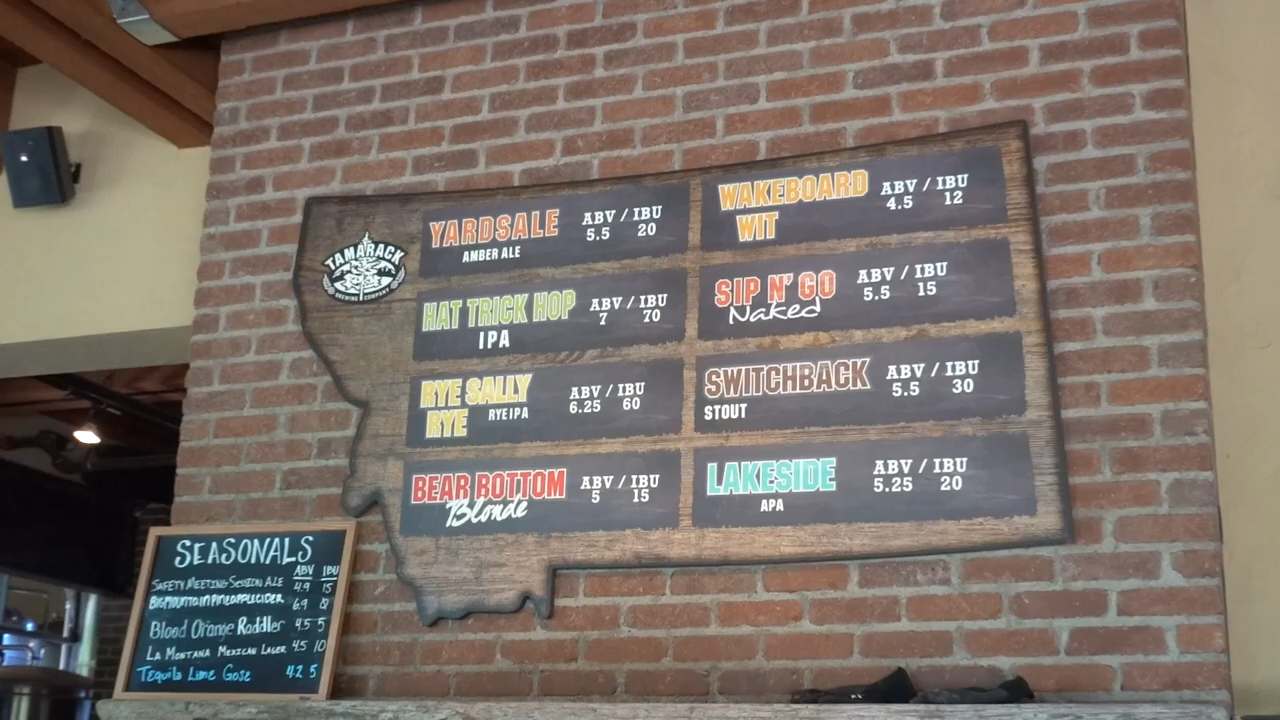 TAMARACK
BREWING COMPANY
YARDSALE
AMBER ALE
ABV / IBU
5.5 20
HAT TRICK HOP
IPA
ABV / IBU
7 70
RYE SALLY
RYE
RYE IPA
ABV / IBU
6.25 60
BEAR BOTTOM
Blonde
ABV / IBU
5 15
WAKEBOARD
WIT
ABV / IBU
4.5 12
SIP N' GO
Naked
ABV / IBU
5.5 15
SWITCHBACK
STOUT
ABV / IBU
5.5 30
LAKESIDE
APA
ABV / IBU
5.25 20
SEASONALS
ABV IBU
SAFETY MEETING SESSION ALE 4.9 15
BIG MOUNTAIN PINEAPPLE CIDER 6.9
Blood Orange Raddler 4.5 5
LA MONTANA MEXICAN LAGER 4.5 10
Tequila Lime Gose 4.2 5